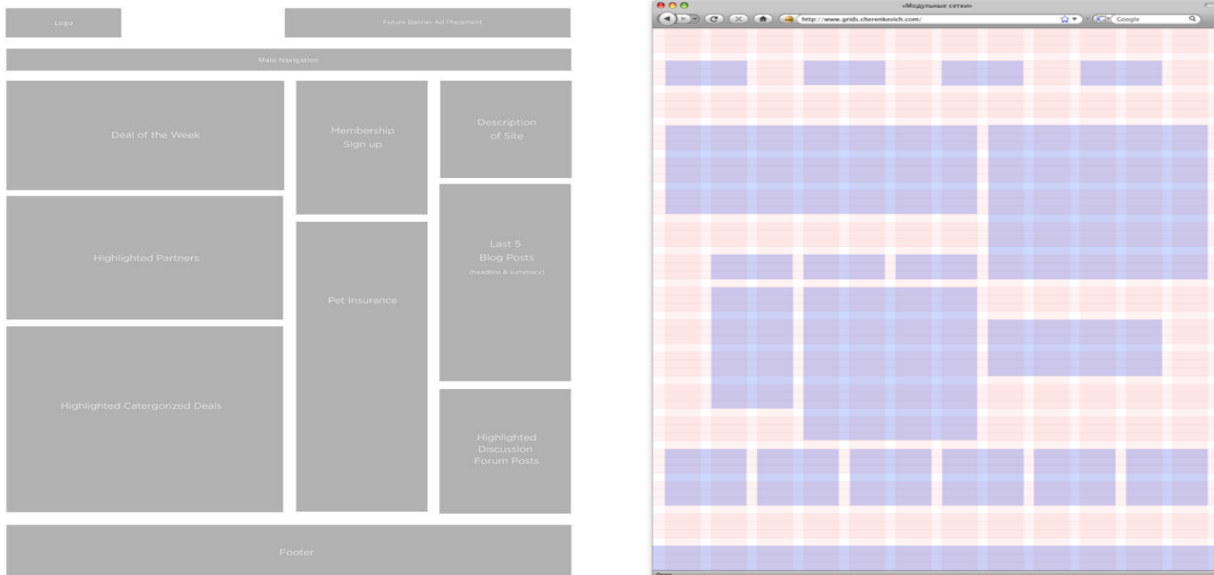 Logo
Future Banner Ad Placement
Main Navigation
Deal of the Week
Membership
Sign up
Description
of Site
Highlighted Partners
Last 5
Blog Posts
(headline & summary)
Pet Insurance
Highlighted Catergorized Deals
Highlighted
Discussion
Forum Posts
Footer
«Модульные сетки»
http://www.grids.cherenkevich.com/
Google